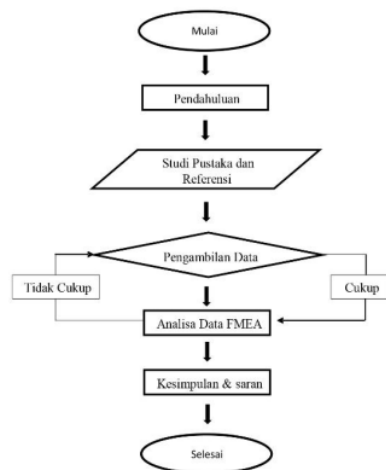 Mulai
Pendahuluan
Studi Pustaka dan
Referensi
Pengambilan Data
Tidak Cukup
Cukup
Analisa Data FMEA
Kesimpulan & saran
Selesai